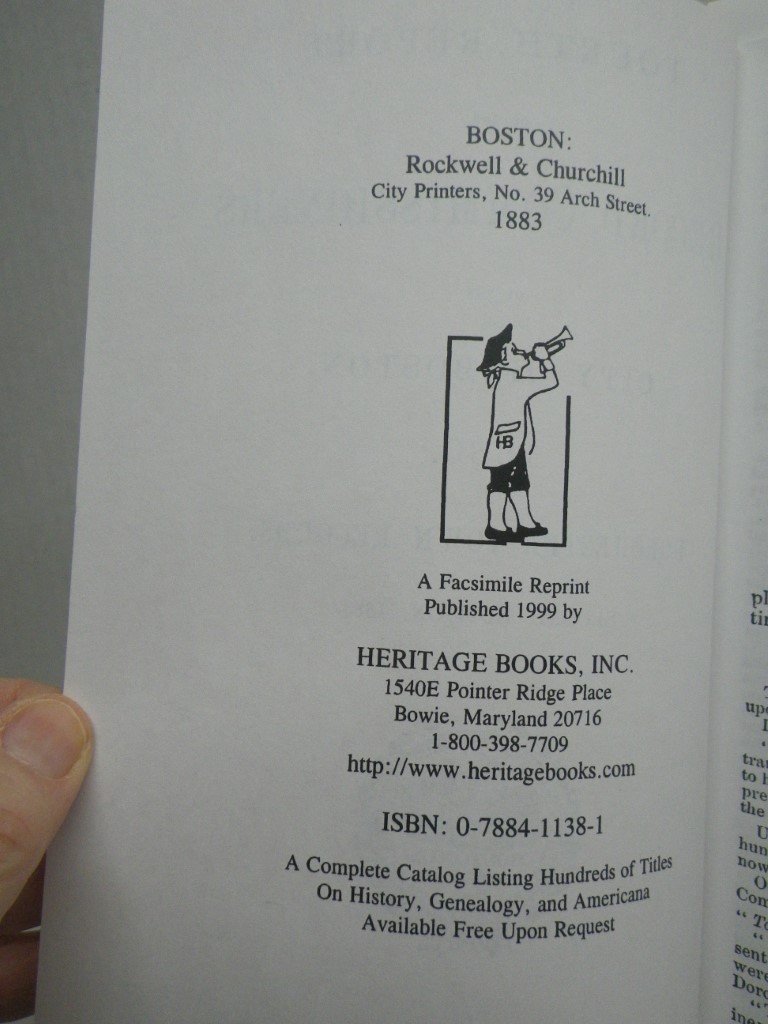 BOSTON:
Rockwell & Churchill
City Printers, No. 39 Arch Street.
1883
HB
A Facsimile Reprint
Published 1999 by
HERITAGE BOOKS, INC.
1540E Pointer Ridge Place
Bowie, Maryland 20716
1-800-398-7709
http://www.heritagebooks.com
ISBN: 0-7884-1138-1
A Complete Catalog Listing Hundreds of Titles
On History, Genealogy, and Americana
Available Free Upon Request